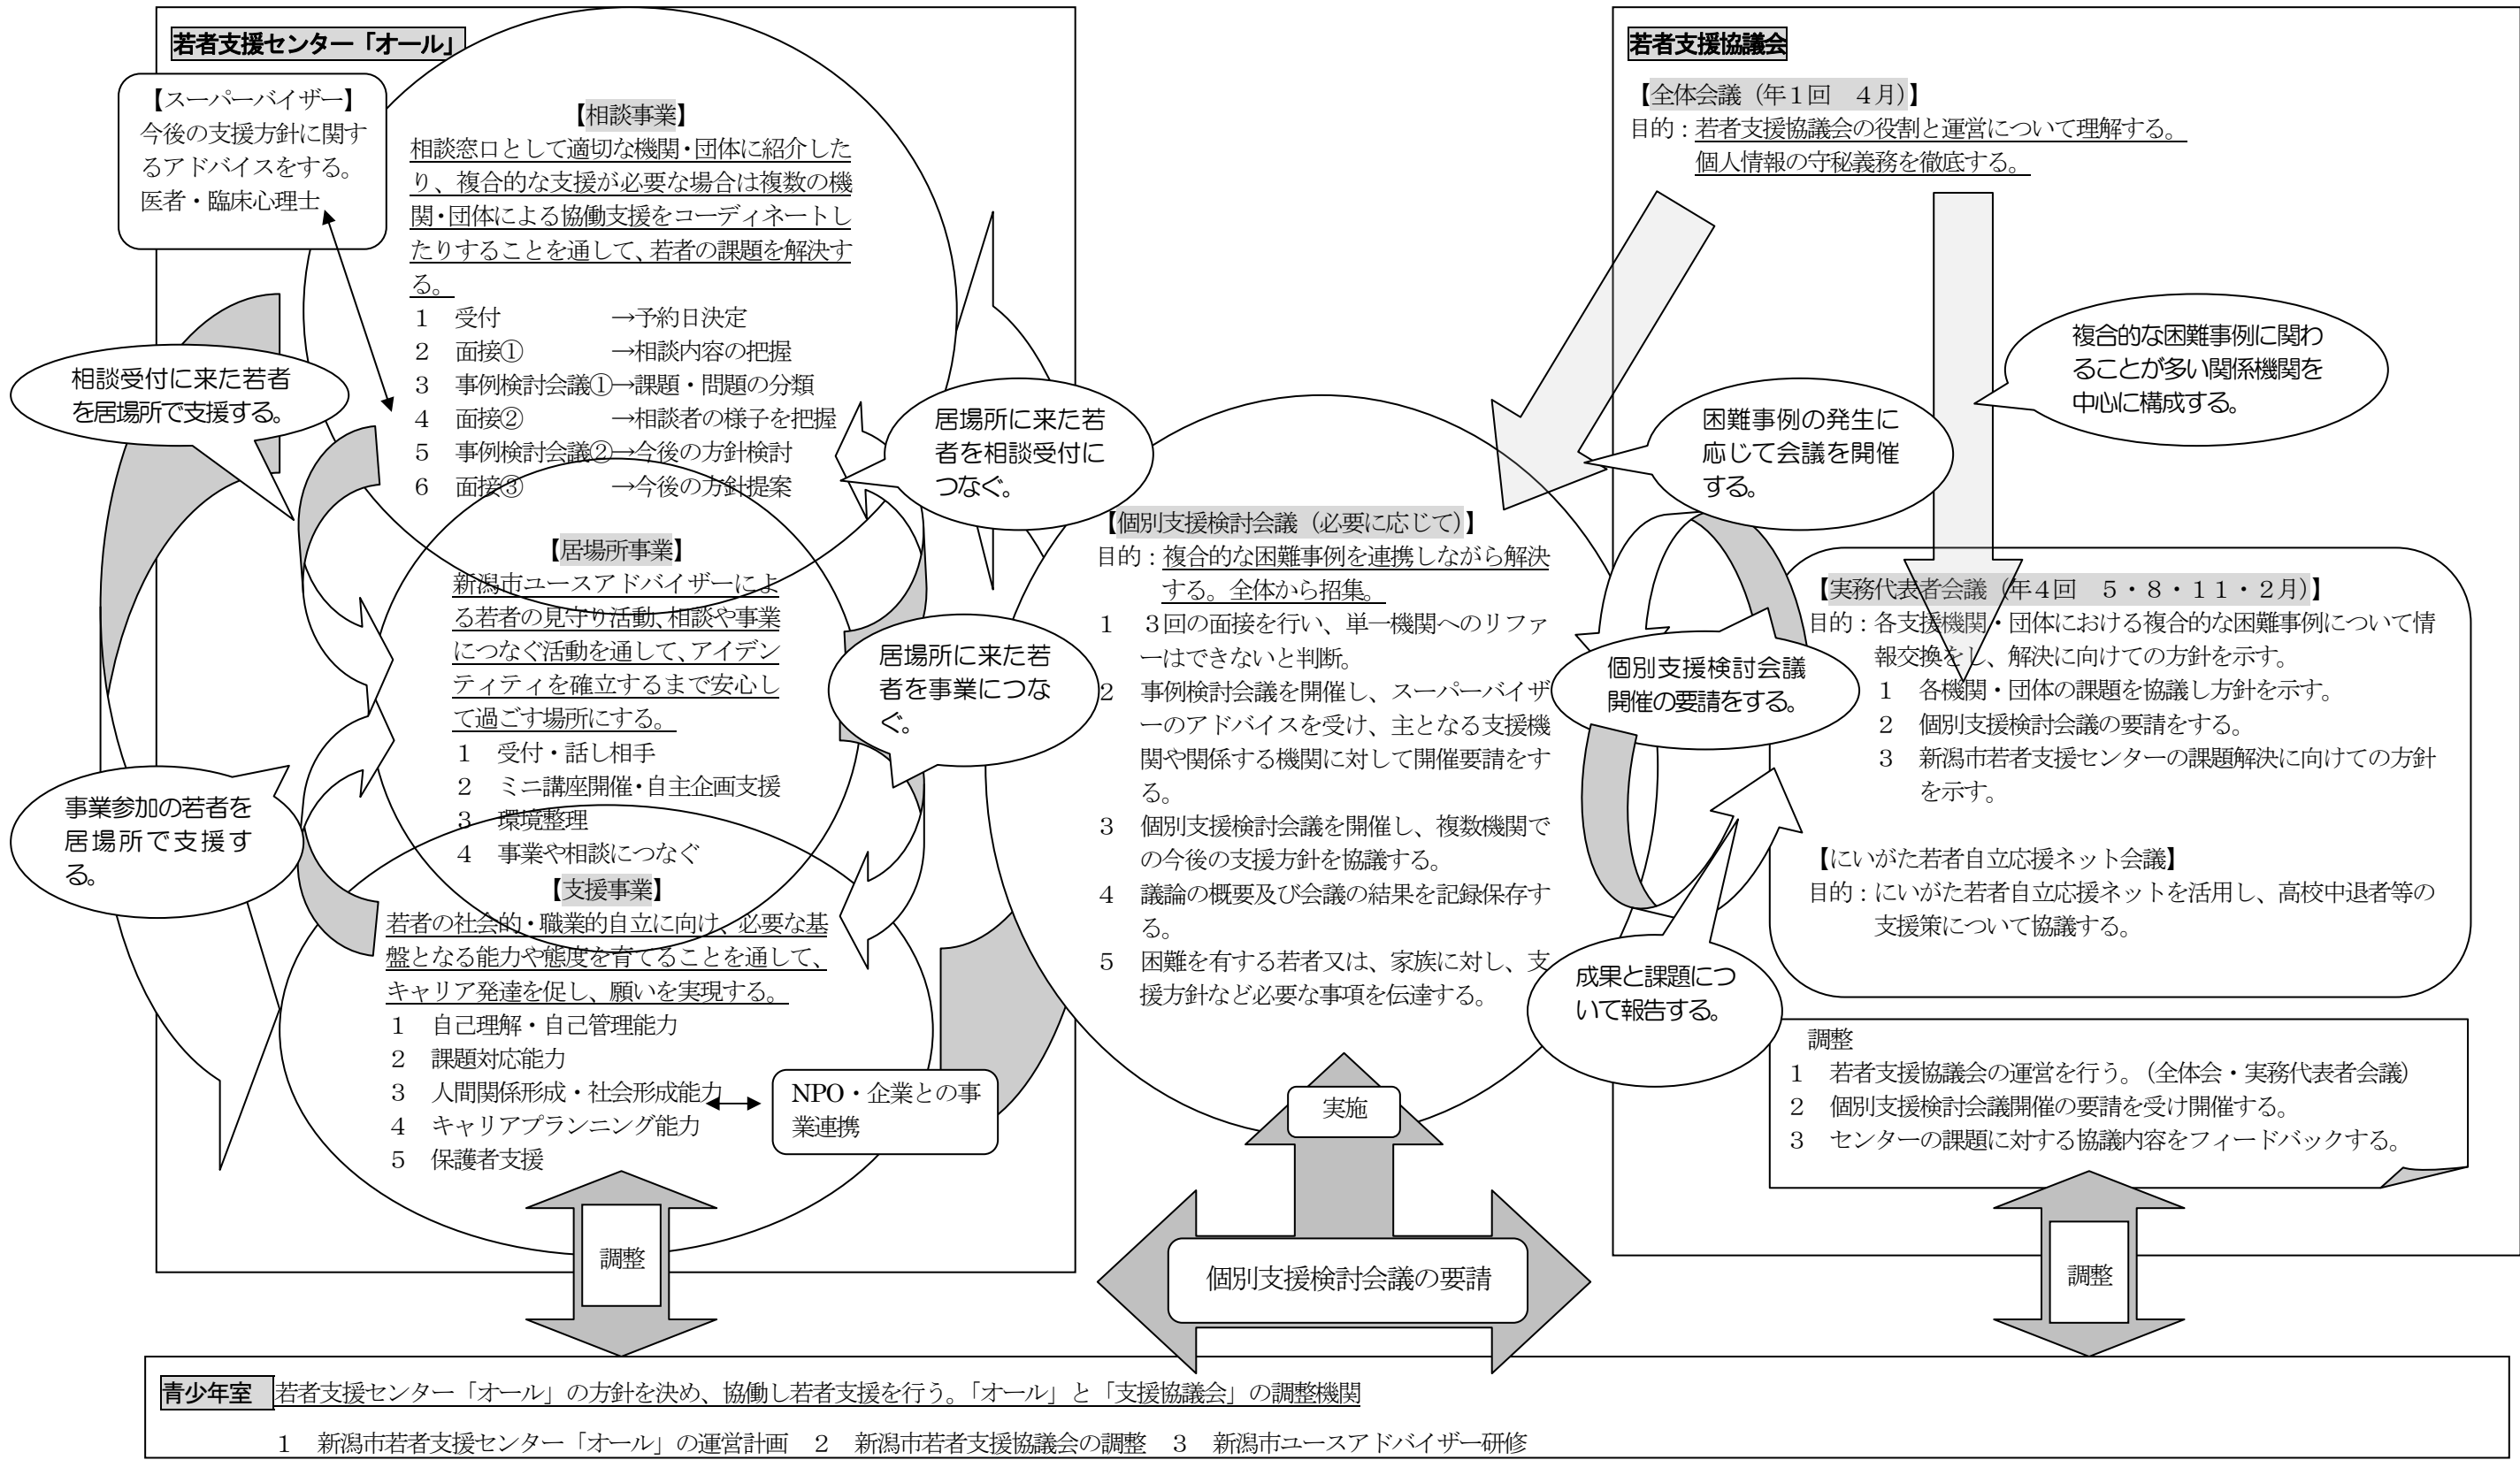 若者支援センター「オール」
【スーパーバイザー】
今後の支援方針に関す
るアドバイスをする。
医者・臨床心理士
【相談事業】
相談窓口として適切な機関・団体に紹介した
り、複合的な支援が必要な場合は複数の機
関・団体による協働支援をコーディネートし
たりすることを通して、若者の課題を解決す
る。
1　受付　→予約日決定
2　面接①　→相談内容の把握
3　事例検討会議①→課題・問題の分類
4　面接②　→相談者の様子を把握
5　事例検討会議②→今後の方針検討
6　面接③　→今後の方針提案
相談受付に来た若者
を居場所で支援する。
居場所に来た若
者を相談受付に
つなぐ。
【居場所事業】
新潟市ユースアドバイザーによ
る若者の見守り活動、相談や事業
につなぐ活動を通して、アイデン
ティティを確立するまで安心し
て過ごす場所にする。
1　受付・話し相手
2　ミニ講座開催・自主企画支援
3　環境整理
4　事業や相談につなぐ
居場所に来た若
者を事業につな
ぐ。
事業参加の若者を
居場所で支援す
る。
【支援事業】
若者の社会的・職業的自立に向け、必要な基
盤となる能力や態度を育てることを通して、
キャリア発達を促し、願いを実現する。
1　自己理解・自己管理能力
2　課題対応能力
3　人間関係形成・社会形成能力
4　キャリアプランニング能力
5　保護者支援
NPO・企業との事
業連携
調整
【個別支援検討会議（必要に応じて）】
目的：複合的な困難事例を連携しながら解決
する。全体から招集。
1　３回の面接を行い、単一機関へのリファ
ーはできないと判断。
2　事例検討会議を開催し、スーパーバイザ
ーのアドバイスを受け、主となる支援機
関や関係する機関に対して開催要請をす
る。
3　個別支援検討会議を開催し、複数機関で
の今後の支援方針を協議する。
4　議論の概要及び会議の結果を記録保存す
る。
5　困難を有する若者又は、家族に対し、支
援方針など必要な事項を伝達する。
実施
個別支援検討会議の要請
若者支援協議会
【全体会議（年１回　４月）】
目的：若者支援協議会の役割と運営について理解する。
個人情報の守秘義務を徹底する。
複合的な困難事例に関わ
ることが多い関係機関を
中心に構成する。
困難事例の発生に
応じて会議を開催
する。
個別支援検討会議
開催の要請をする。
成果と課題につ
いて報告する。
【実務代表者会議（年４回　５・８・１１・２月）】
目的：各支援機関・団体における複合的な困難事例について情
報交換をし、解決に向けての方針を示す。
1　各機関・団体の課題を協議し方針を示す。
2　個別支援検討会議の要請をする。
3　新潟市若者支援センターの課題解決に向けての方針
を示す。
【にいがた若者自立応援ネット会議】
目的：にいがた若者自立応援ネットを活用し、高校中退者等の
支援策について協議する。
調整
1　若者支援協議会の運営を行う。（全体会・実務代表者会議）
2　個別支援検討会議開催の要請を受け開催する。
3　センターの課題に対する協議内容をフィードバックする。
調整
青少年室　若者支援センター「オール」の方針を決め、協働し若者支援を行う。「オール」と「支援協議会」の調整機関
1　新潟市若者支援センター「オール」の運営計画　2　新潟市若者支援協議会の調整　3　新潟市ユースアドバイザー研修